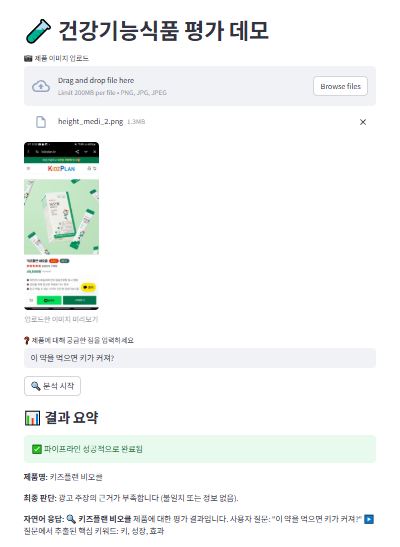 건강기능식품 평가 데모
제품 이미지 업로드
Drag and drop file here
Limit 200MB per file • PNG, JPG, JPEG
Browse files
height_medi_2.png 1.3MB
KIDZPLAN
업로드한 이미지 미리보기
제품에 대해 궁금한 점을 입력하세요
이 약을 먹으면 키가 커져?
분석 시작
결과 요약
파이프라인 성공적으로 완료됨
제품명: 키즈플랜 비오클
최종 판단: 광고 주장의 근거가 부족합니다 (불일치 또는 정보 없음).
자연어 응답: 키즈플랜 비오클 제품에 대한 평가 결과입니다. 사용자 질문: "이 약을 먹으면 키가 커져?"
질문에서 추출된 핵심 키워드: 키, 성장, 효과